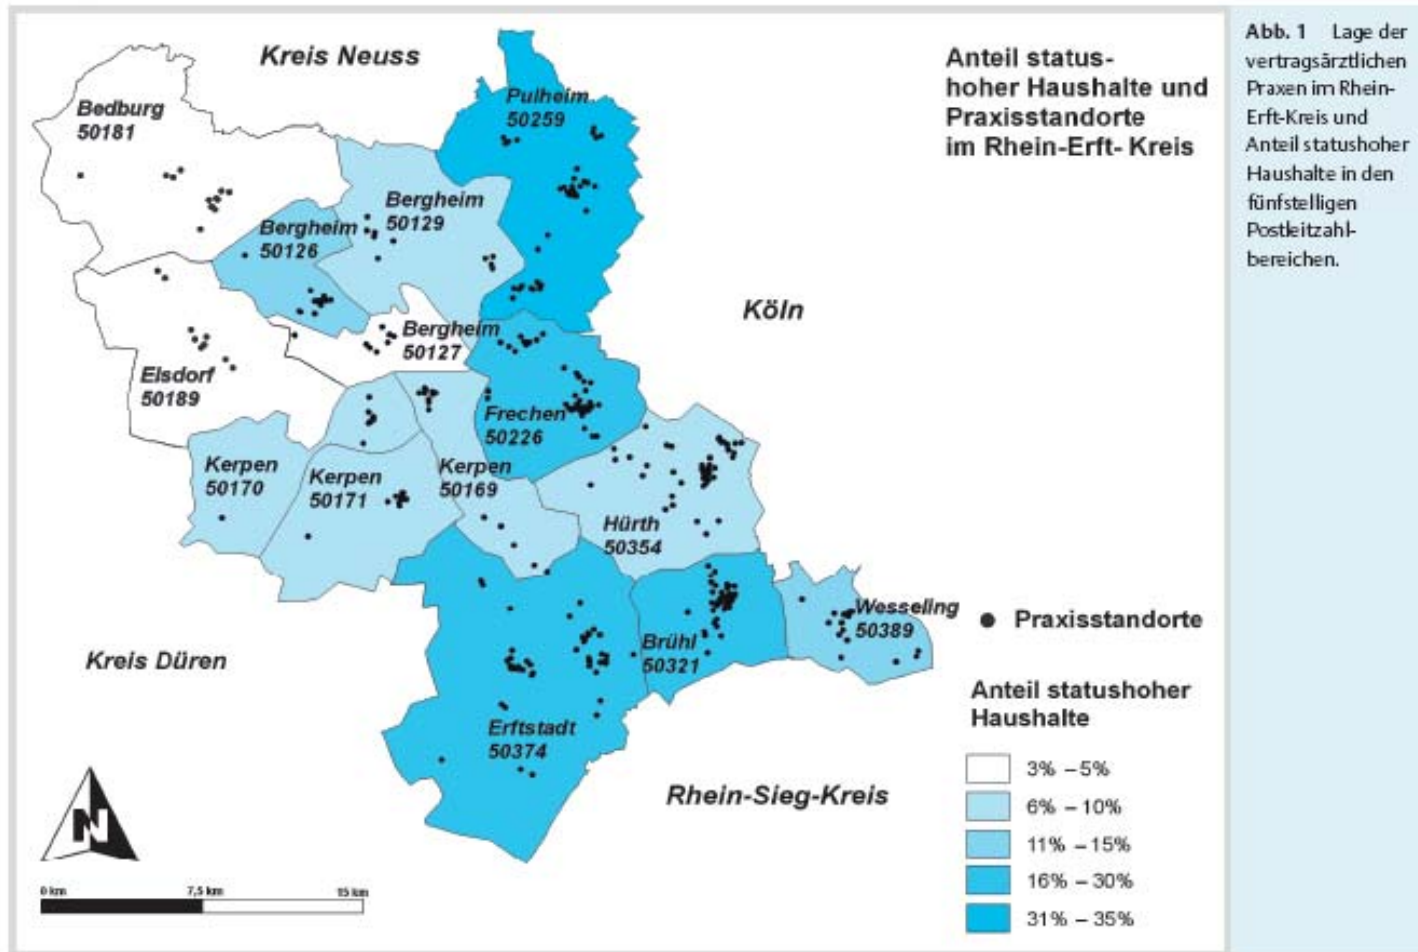 Kreis Neuss
Anteil status-
hoher Haushalte und
Praxisstandorte
im Rhein-Erft- Kreis
Bedburg
50181
Pulheim
50259
Bergheim
50129
Bergheim
50126
Köln
Bergheim
50127
Elsdorf
50189
Frechen
50226
Kerpen
50170
Kerpen
50171
Kerpen
50169
Hürth
50354
Wesseling
50389
Brühl
50321
Erftstadt
50374
Kreis Düren
Rhein-Sieg-Kreis
Praxisstandorte
Anteil statushoher
Haushalte
3% – 5%
6% – 10%
11% – 15%
16% – 30%
31% – 35%
N
0 km 7,5 km 15 km
Abb. 1 Lage der
vertragsärztlichen
Praxen im Rhein-
Erft-Kreis und
Anteil statushoher
Haushalte in den
fünfstelligen
Postleitzahl-
bereichen.